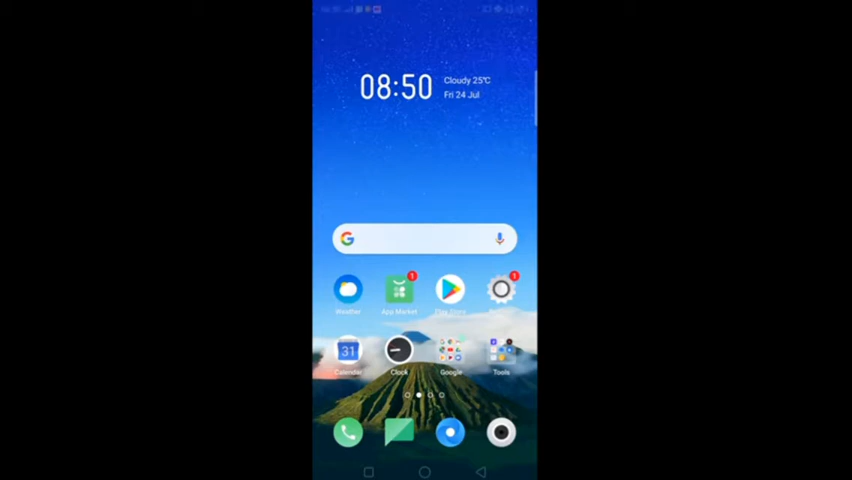 08:50
Cloudy 25℃
Fri 24 Jul
1
1
Weather
App Market
Play Store
31
Calendar
Clock
Google
Tools